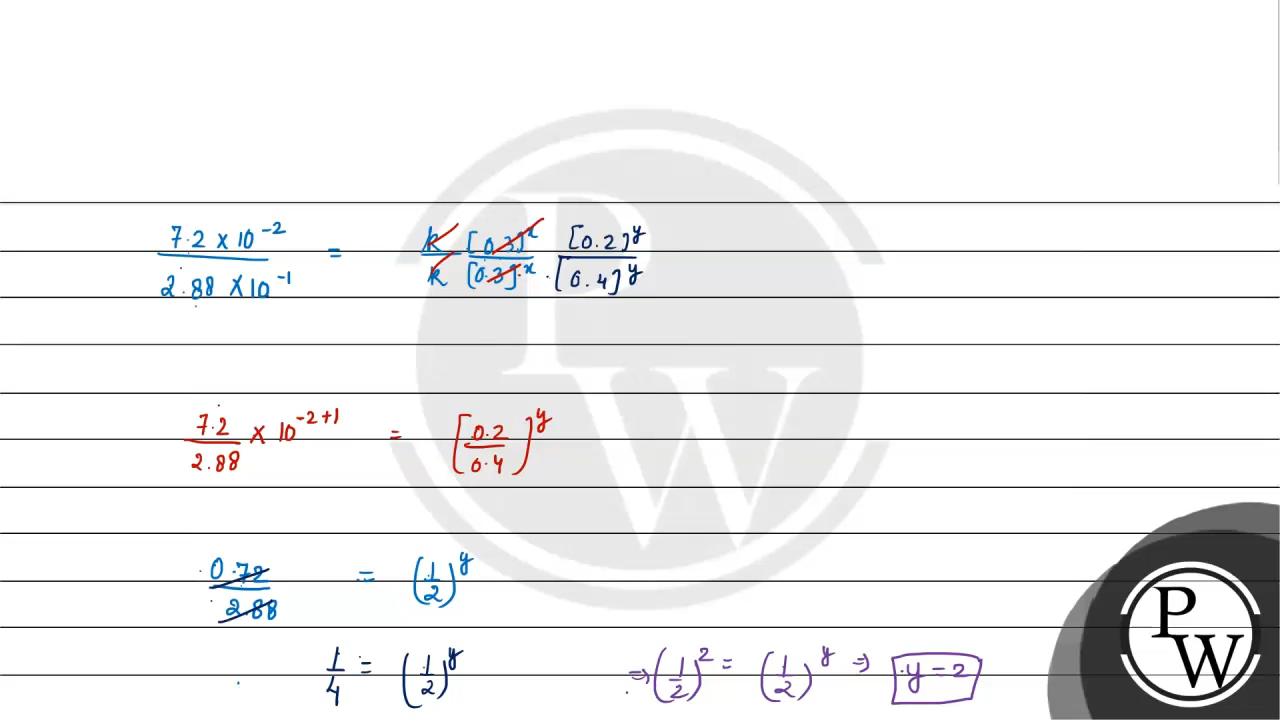 7.2 × 10⁻² / 2.88 × 10⁻¹ = k [0.3]ˣ / k [0.3]ˣ · [0.2]ʸ / [0.4]ʸ
7.2 / 2.88 × 10⁻²⁺¹ = [0.2 / 0.4]ʸ
0.72 / 2.88 = (1/2)ʸ
1/4 = (1/2)ʸ ⇒ (1/2)² = (1/2)ʸ ⇒ y = 2
PW
PW